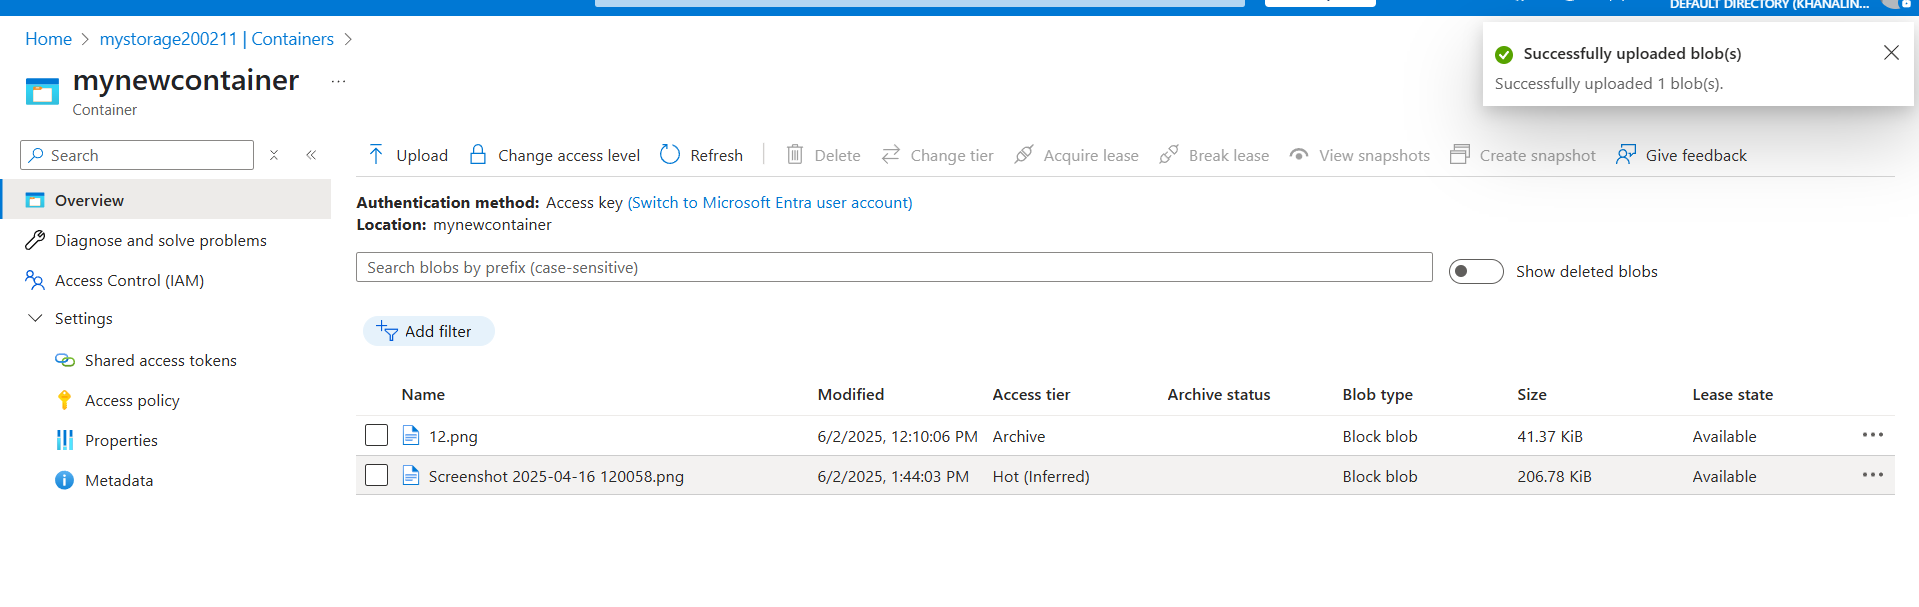 DEFAULT DIRECTORY (KHANALIN...
Home > mystorage200211 | Containers >
Successfully uploaded blob(s)
Successfully uploaded 1 blob(s).
mynewcontainer ...
Container
Search
Upload Change access level Refresh Delete Change tier Acquire lease Break lease View snapshots Create snapshot Give feedback
Overview
Diagnose and solve problems
Access Control (IAM)
Settings
Shared access tokens
Access policy
Properties
Metadata
Authentication method: Access key (Switch to Microsoft Entra user account)
Location: mynewcontainer
Search blobs by prefix (case-sensitive)
Show deleted blobs
Add filter
Name Modified Access tier Archive status Blob type Size Lease state
12.png 6/2/2025, 12:10:06 PM Archive Block blob 41.37 KiB Available ...
Screenshot 2025-04-16 120058.png 6/2/2025, 1:44:03 PM Hot (Inferred) Block blob 206.78 KiB Available ...